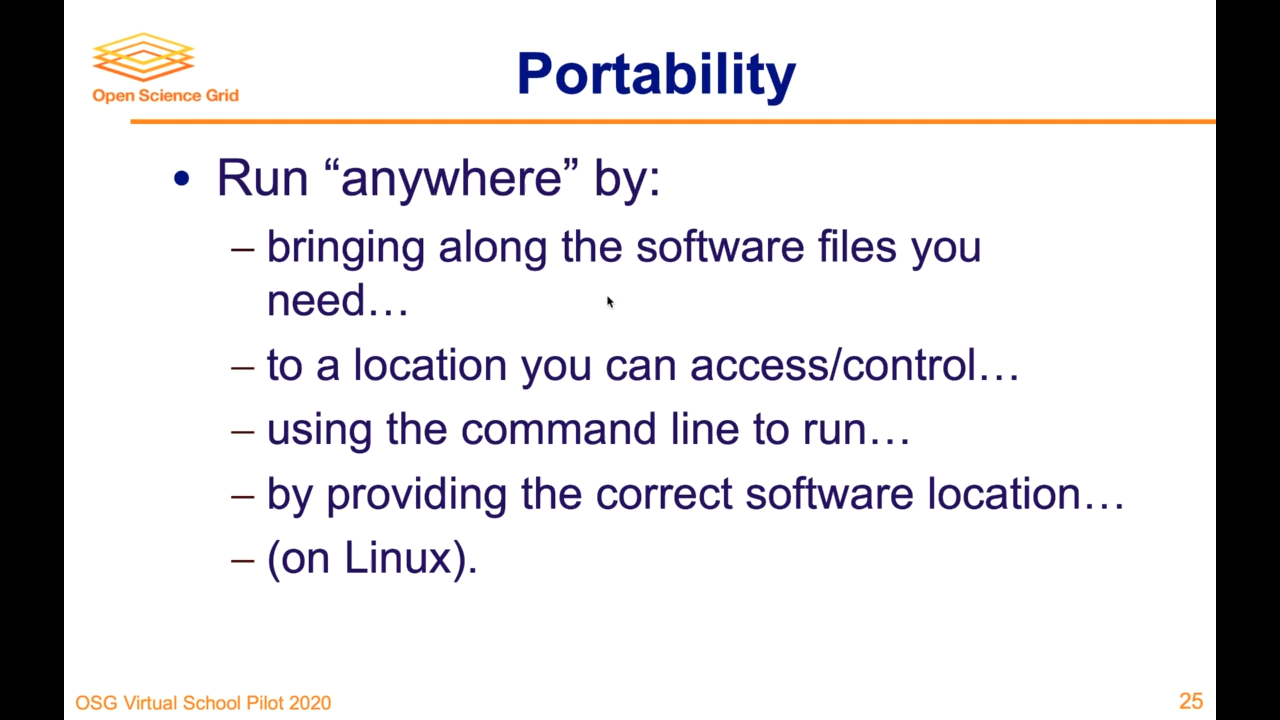 Open Science Grid
Portability
• Run “anywhere” by:
– bringing along the software files you
need…
– to a location you can access/control…
– using the command line to run…
– by providing the correct software location…
– (on Linux).
OSG Virtual School Pilot 2020
25